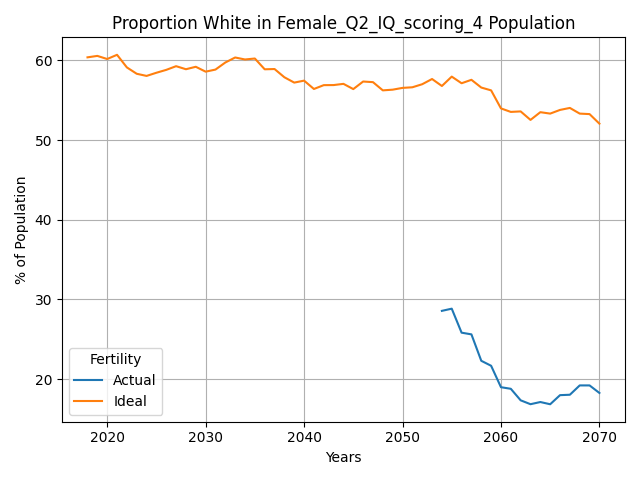 Proportion White in Female_Q2_IQ_scoring_4 Population
% of Population
60
50
40
30
20
Fertility
Actual
Ideal
2020
2030
2040
2050
2060
2070
Years